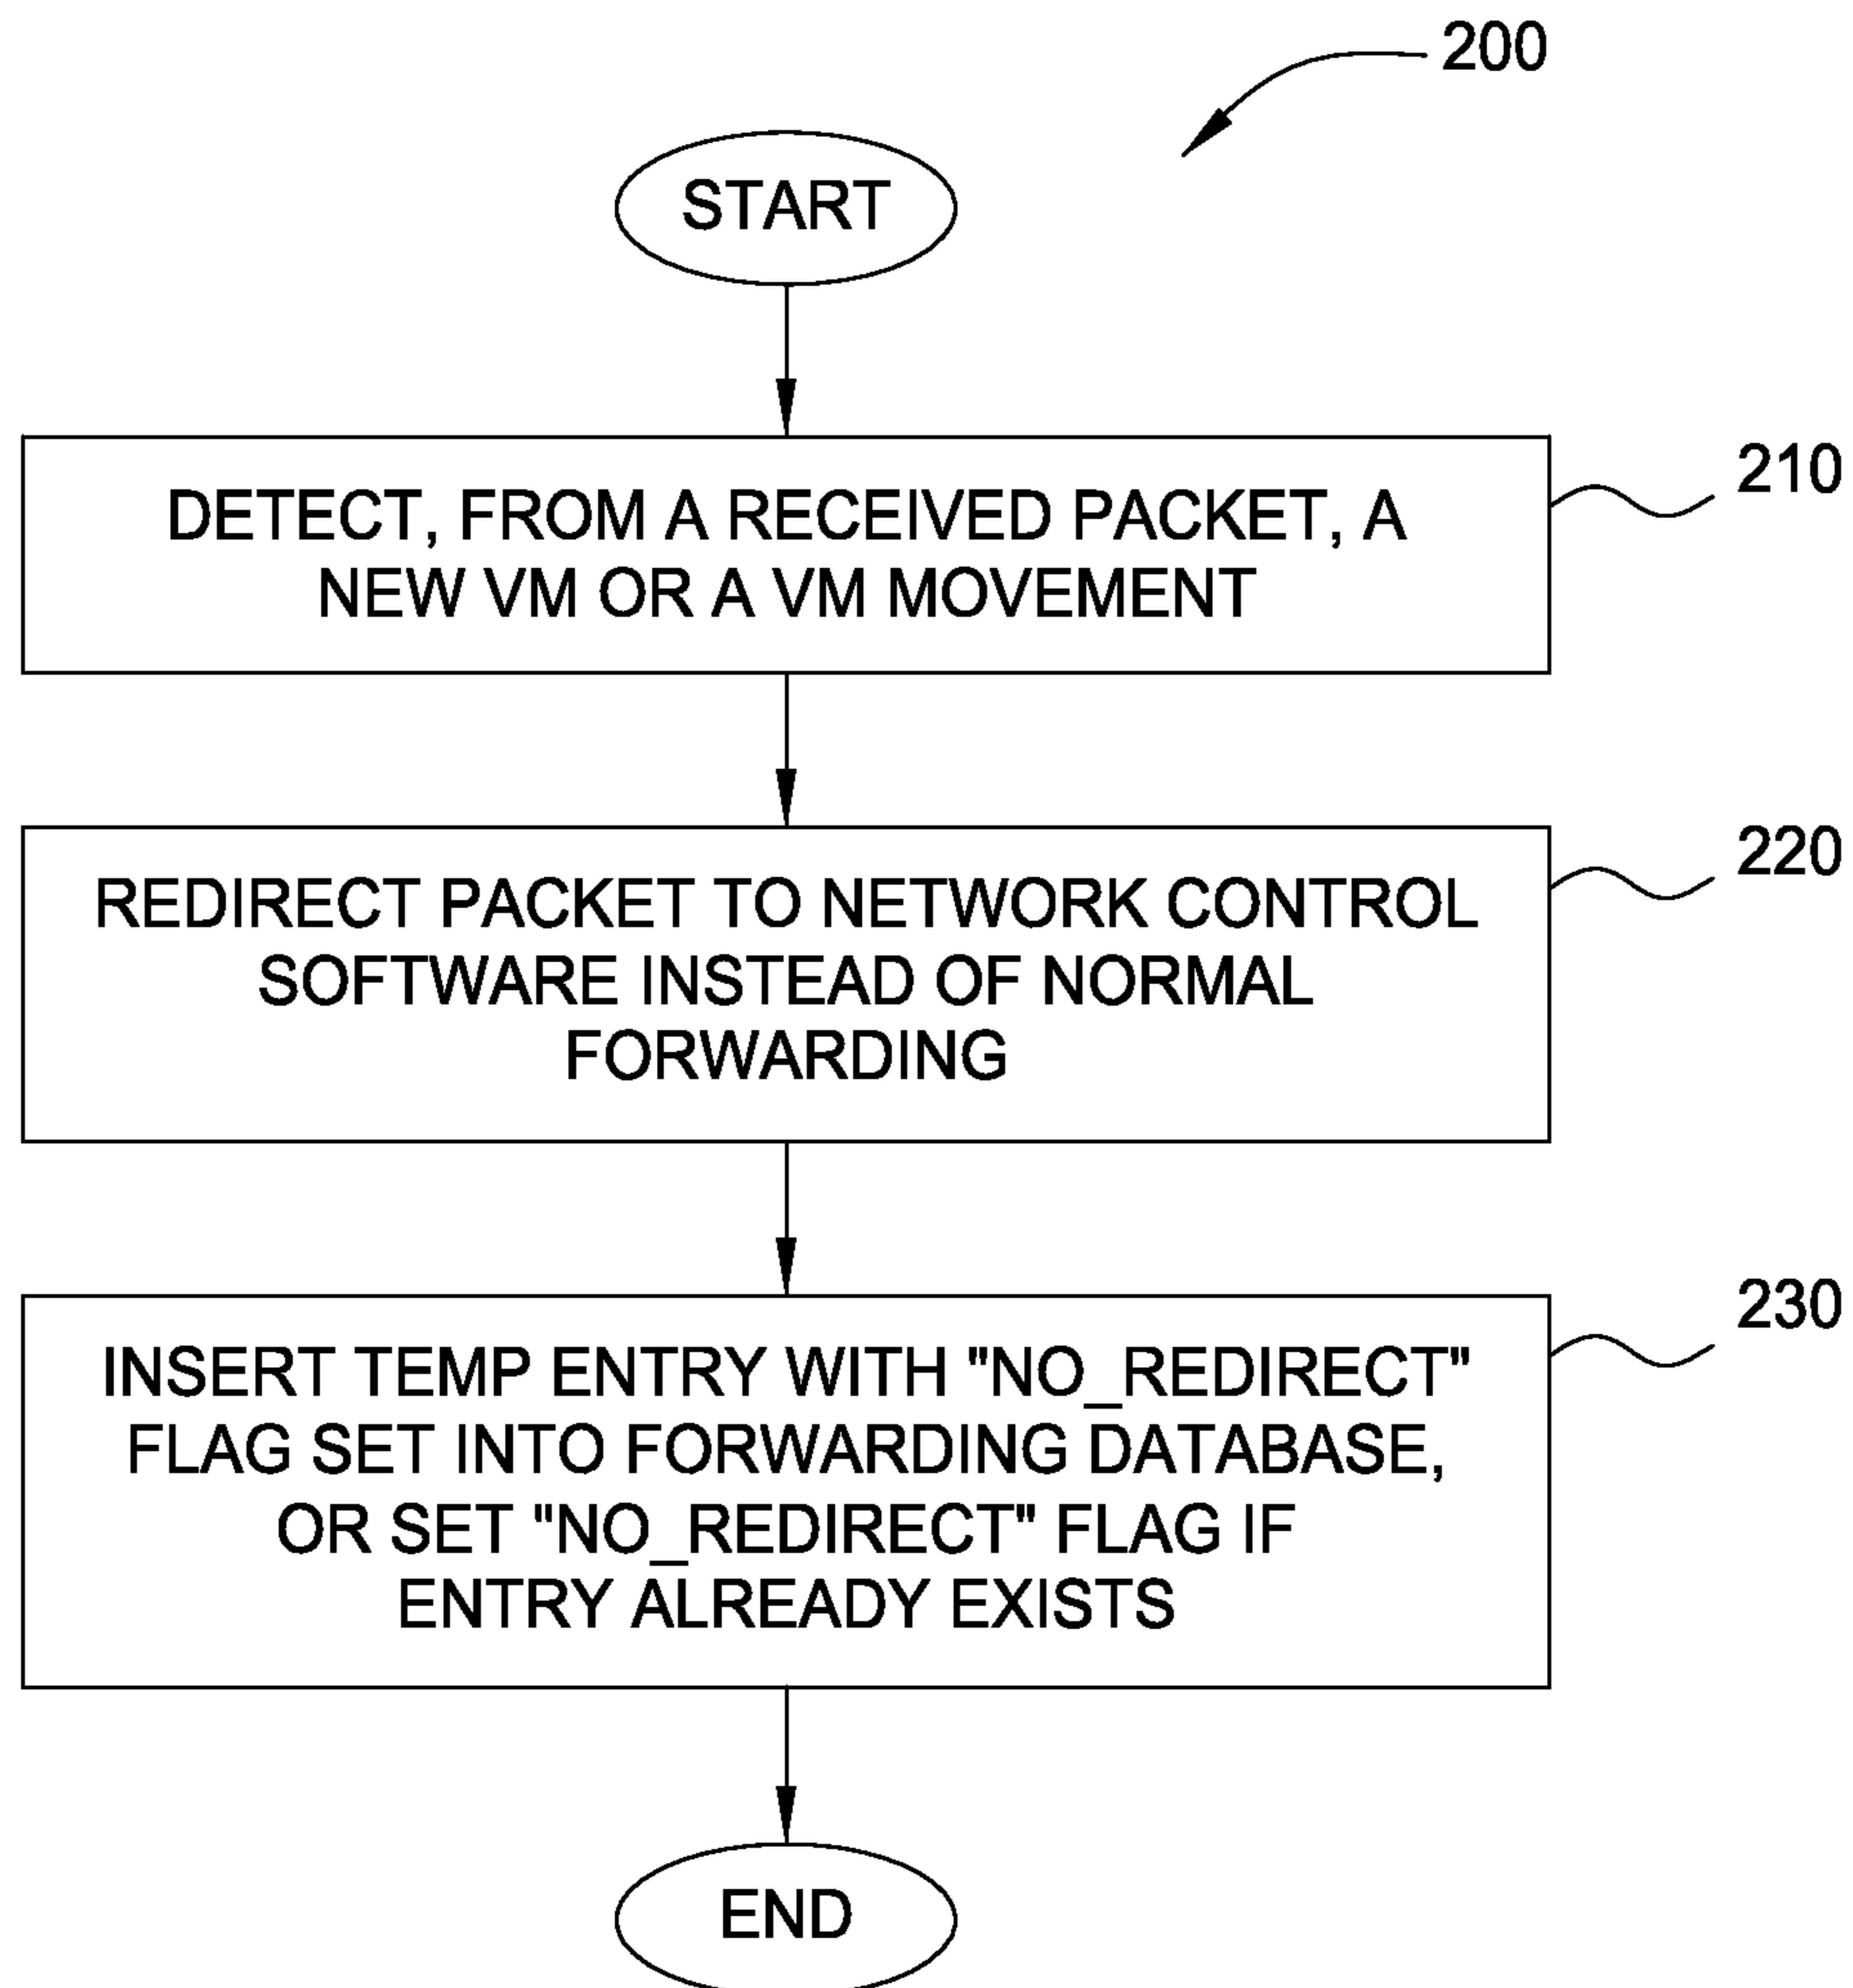 200
START
DETECT, FROM A RECEIVED PACKET, A
NEW VM OR A VM MOVEMENT
210
REDIRECT PACKET TO NETWORK CONTROL
SOFTWARE INSTEAD OF NORMAL
FORWARDING
220
INSERT TEMP ENTRY WITH "NO_REDIRECT"
FLAG SET INTO FORWARDING DATABASE,
OR SET "NO_REDIRECT" FLAG IF
ENTRY ALREADY EXISTS
230
END